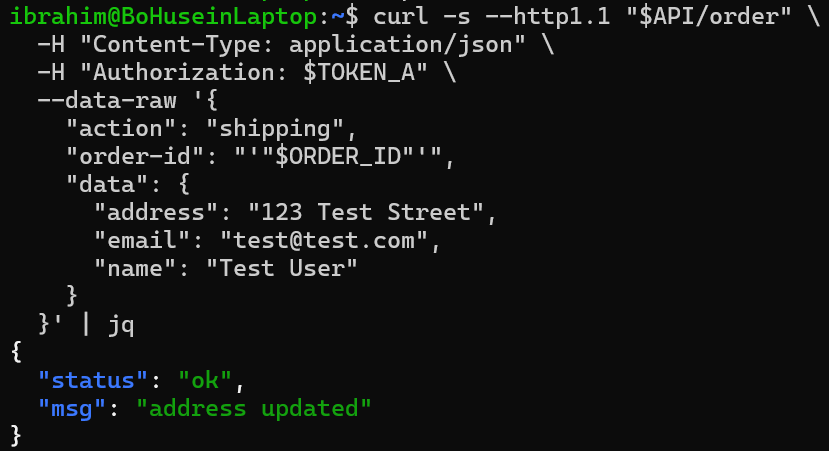 ibrahim@BoHuseinLaptop:~$ curl -s --http1.1 "$API/order" \
  -H "Content-Type: application/json" \
  -H "Authorization: $TOKEN_A" \
  --data-raw '{
    "action": "shipping",
    "order-id": "'"$ORDER_ID"'",
    "data": {
      "address": "123 Test Street",
      "email": "test@test.com",
      "name": "Test User"
    }
  }' | jq
{
  "status": "ok",
  "msg": "address updated"
}